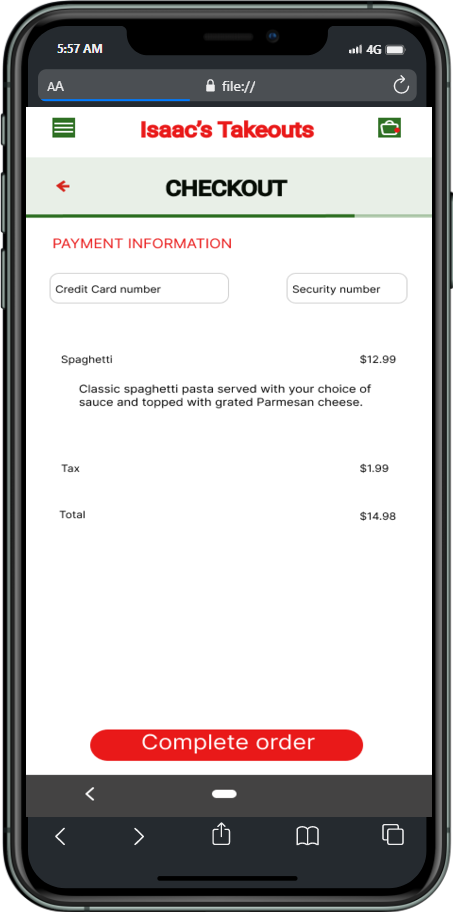 5:57 AM 4G
AA file://
Isaac's Takeouts
CHECKOUT
PAYMENT INFORMATION
Credit Card number Security number
Spaghetti $12.99
Classic spaghetti pasta served with your choice of
sauce and topped with grated Parmesan cheese.
Tax $1.99
Total $14.98
Complete order